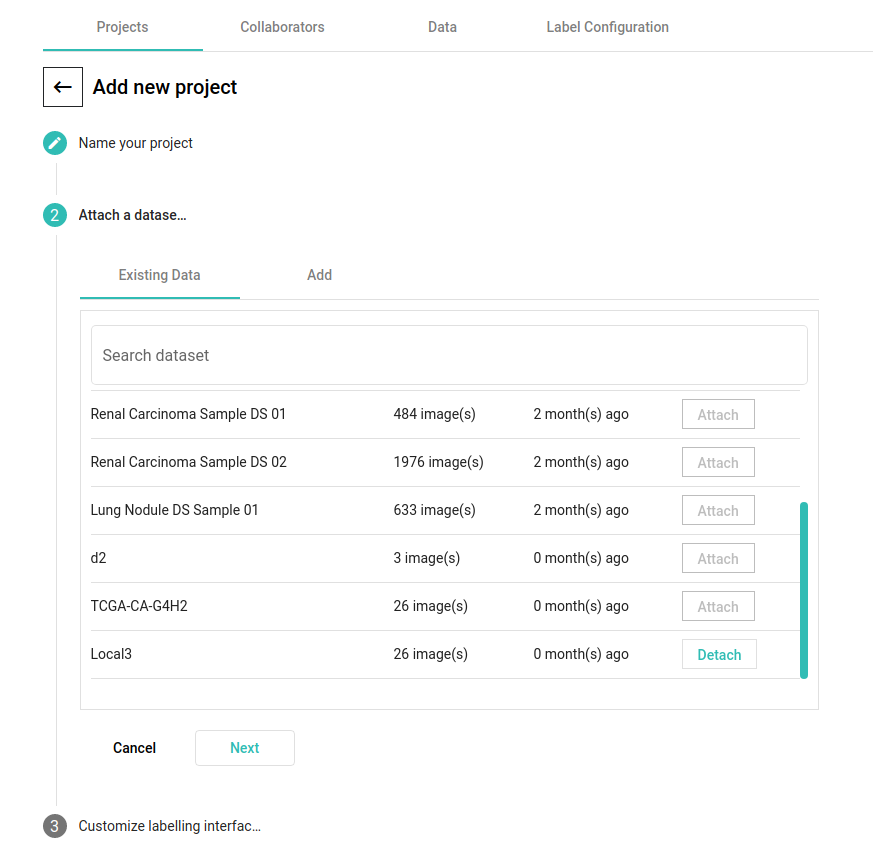 Projects Collaborators Data Label Configuration
Add new project
Name your project
2 Attach a datase...
Existing Data Add
Search dataset
Renal Carcinoma Sample DS 01 484 image(s) 2 month(s) ago Attach
Renal Carcinoma Sample DS 02 1976 image(s) 2 month(s) ago Attach
Lung Nodule DS Sample 01 633 image(s) 2 month(s) ago Attach
d2 3 image(s) 0 month(s) ago Attach
TCGA-CA-G4H2 26 image(s) 0 month(s) ago Attach
Local3 26 image(s) 0 month(s) ago Detach
Cancel Next
3 Customize labelling interfac...